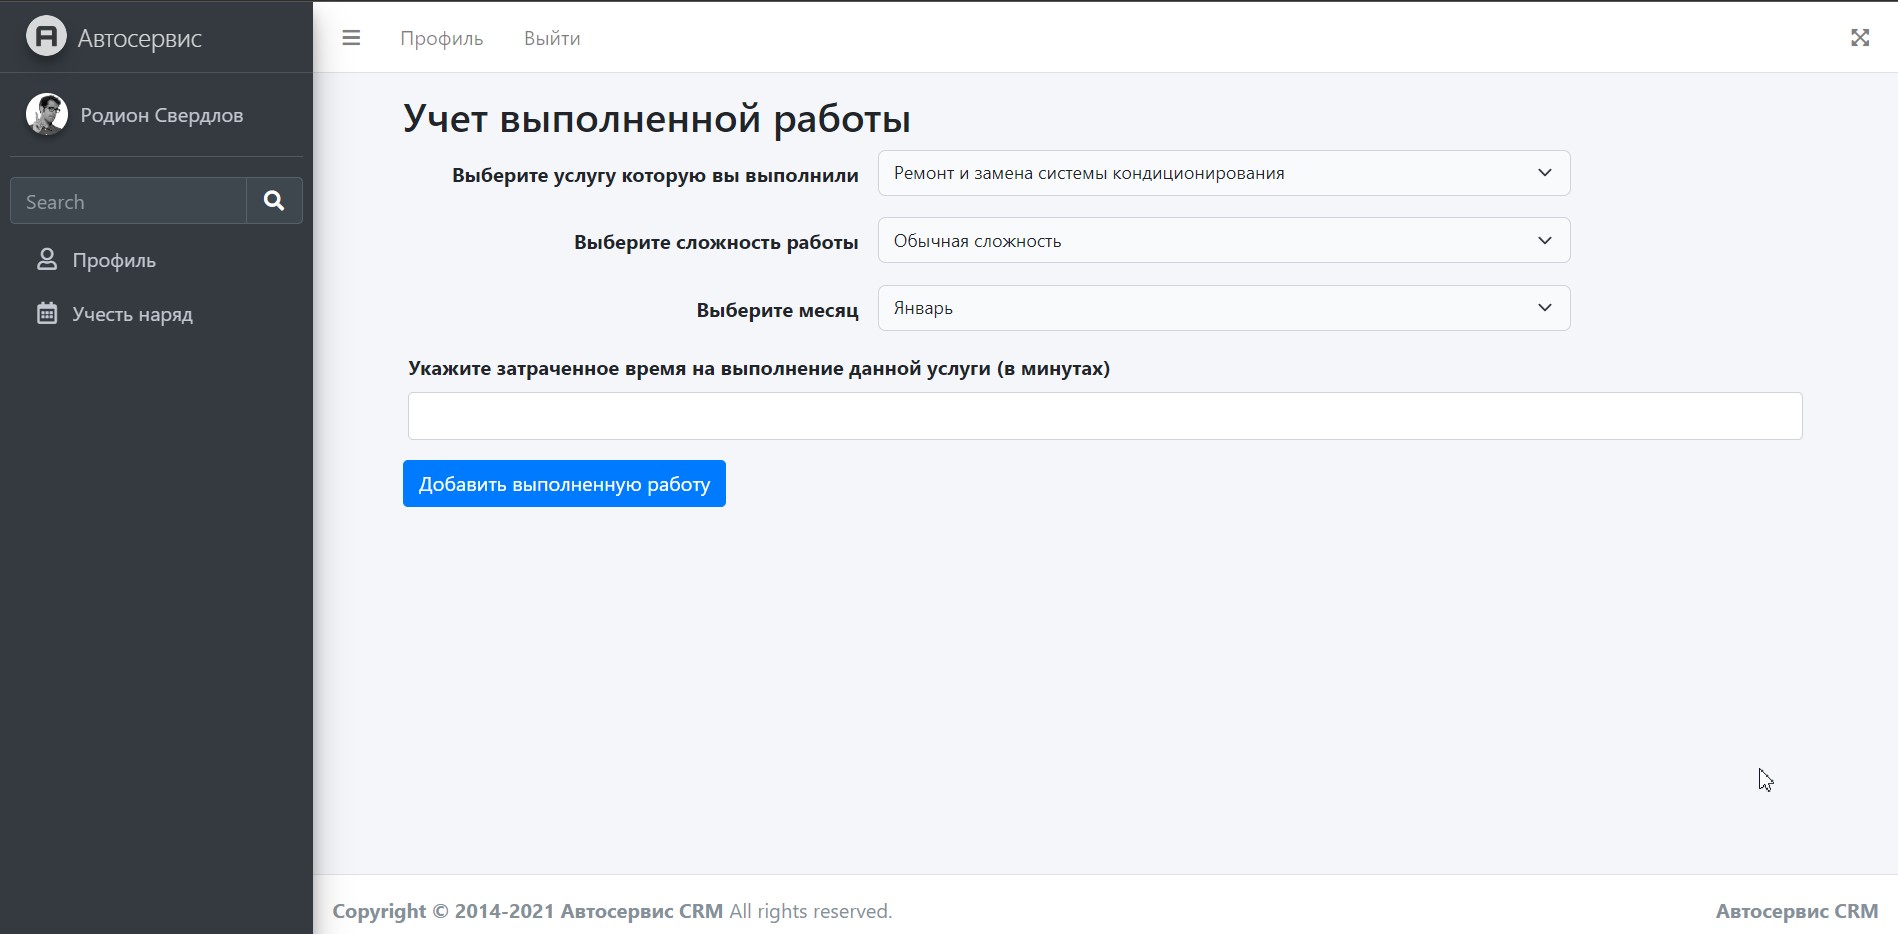 Автосервис
Профиль
Выйти
Родион Свердлов
Search
Профиль
Учесть наряд
Учет выполненной работы
Выберите услугу которую вы выполнили
Ремонт и замена системы кондиционирования
Выберите сложность работы
Обычная сложность
Выберите месяц
Январь
Укажите затраченное время на выполнение данной услуги (в минутах)
Добавить выполненную работу
Copyright © 2014-2021 Автосервис CRM All rights reserved.
Автосервис CRM